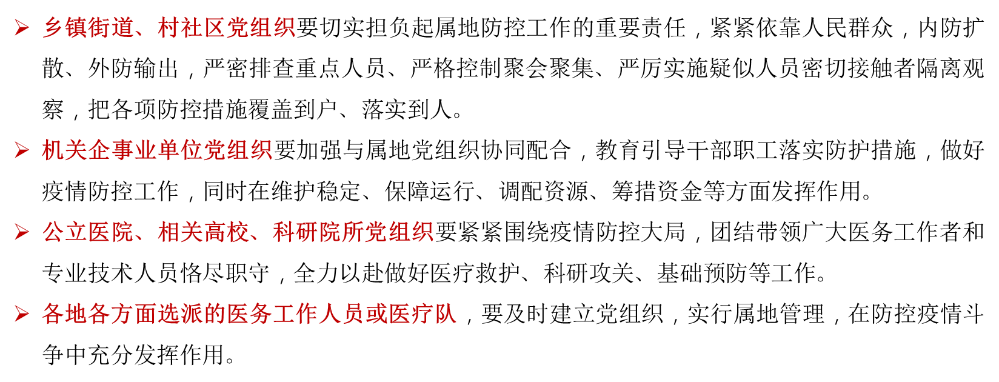 ➢ 乡镇街道、村社区党组织要切实担负起属地防控工作的重要责任，紧紧依靠人民群众，内防扩
散、外防输出，严密排查重点人员、严格控制聚会聚集、严厉实施疑似人员密切接触者隔离观
察，把各项防控措施覆盖到户、落实到人。
➢ 机关企事业单位党组织要加强与属地党组织协同配合，教育引导干部职工落实防护措施，做好
疫情防控工作，同时在维护稳定、保障运行、调配资源、筹措资金等方面发挥作用。
➢ 公立医院、相关高校、科研院所党组织要紧紧围绕疫情防控大局，团结带领广大医务工作者和
专业技术人员恪尽职守，全力以赴做好医疗救护、科研攻关、基础预防等工作。
➢ 各地各方面选派的医务工作人员或医疗队，要及时建立党组织，实行属地管理，在防控疫情斗
争中充分发挥作用。